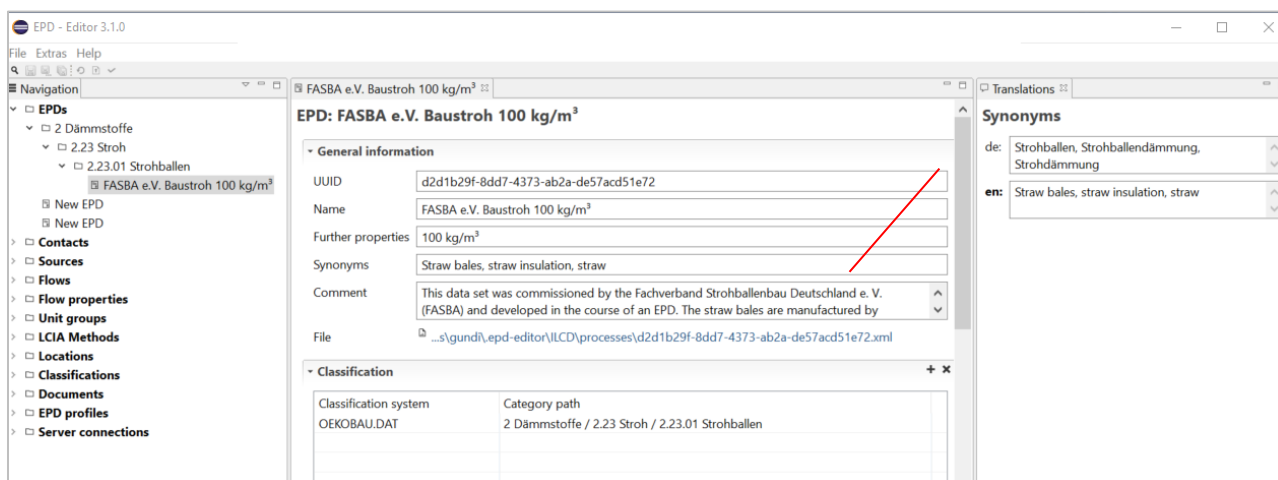 EPD - Editor 3.1.0
File Extras Help
Navigation
EPDs
2 Dämmstoffe
2.23 Stroh
2.23.01 Strohballen
FASBA e.V. Baustroh 100 kg/m³
New EPD
New EPD
Contacts
Sources
Flows
Flow properties
Unit groups
LCIA Methods
Locations
Classifications
Documents
EPD profiles
Server connections
FASBA e.V. Baustroh 100 kg/m³
EPD: FASBA e.V. Baustroh 100 kg/m³
General information
UUID d2d1b29f-8dd7-4373-ab2a-de57acd51e72
Name FASBA e.V. Baustroh 100 kg/m³
Further properties 100 kg/m³
Synonyms Straw bales, straw insulation, straw
Comment This data set was commissioned by the Fachverband Strohballenbau Deutschland e. V.
(FASBA) and developed in the course of an EPD. The straw bales are manufactured by
File ...s\gundi\.epd-editor\ILCD\processes\d2d1b29f-8dd7-4373-ab2a-de57acd51e72.xml
Classification
Classification system Category path
OEKOBAU.DAT 2 Dämmstoffe / 2.23 Stroh / 2.23.01 Strohballen
Translations
Synonyms
de: Strohballen, Strohballendämmung,
Strohdämmung
en: Straw bales, straw insulation, straw